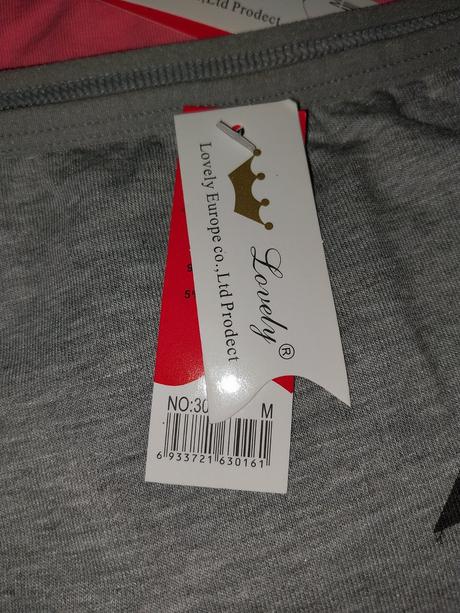 ,Ltd Prodect
Lovely Europe co.,Ltd Prodect
Lovely®
NO:30
M
6 933721 630161